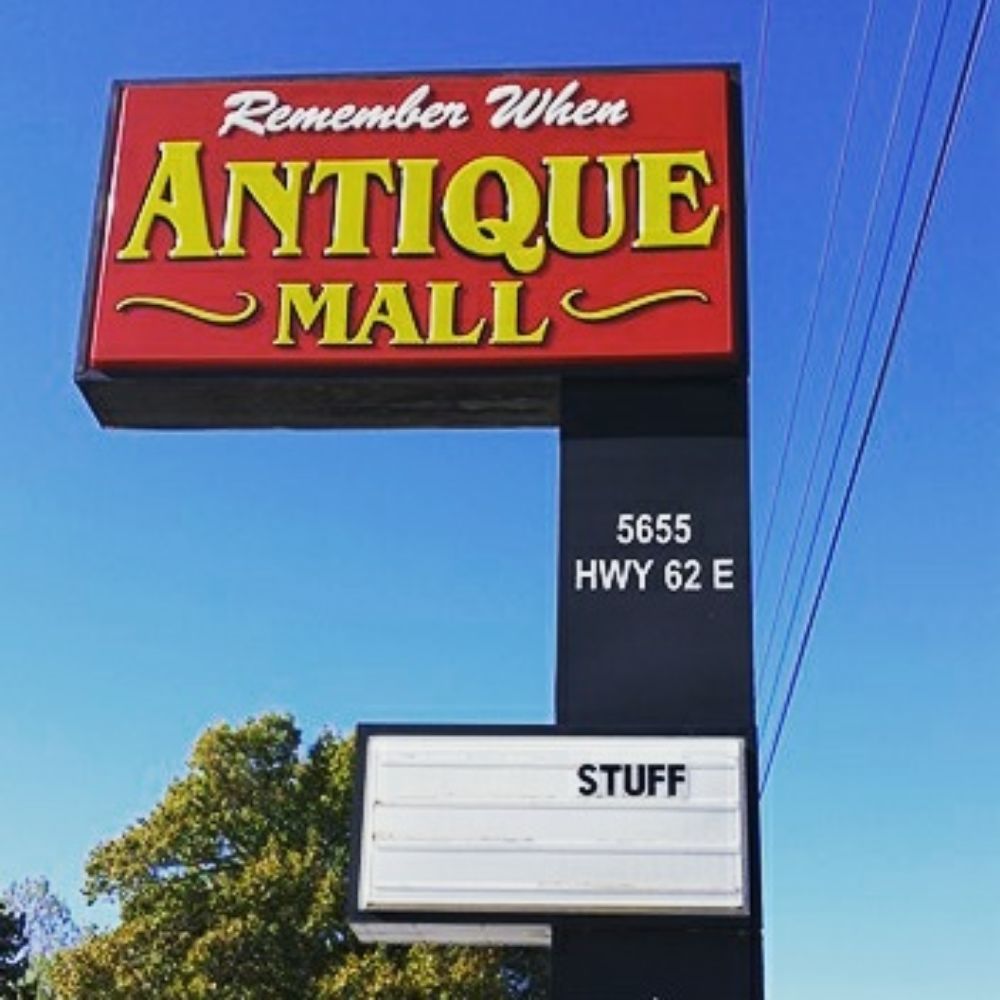 Remember When
ANTIQUE
MALL
5655
HWY 62 E
STUFF